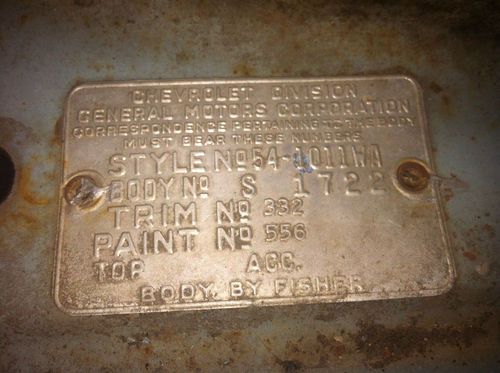 CHEVROLET DIVISION
GENERAL MOTORS CORPORATION
CORRESPONDENCE PERTAINING TO THE BODY
MUST BEAR THESE NUMBERS
STYLE No 54-1011WA
BODY No S 1722
TRIM No 332
PAINT No 556
TOP ACC.
BODY BY FISHER